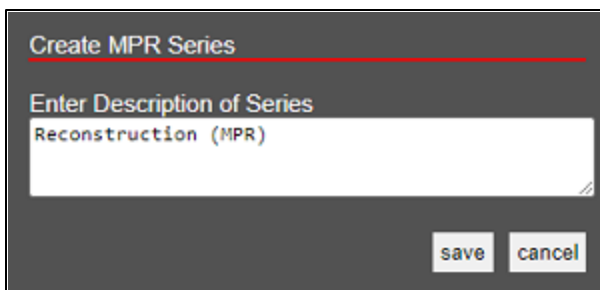 Create MPR Series
Enter Description of Series
Reconstruction (MPR)
save cancel